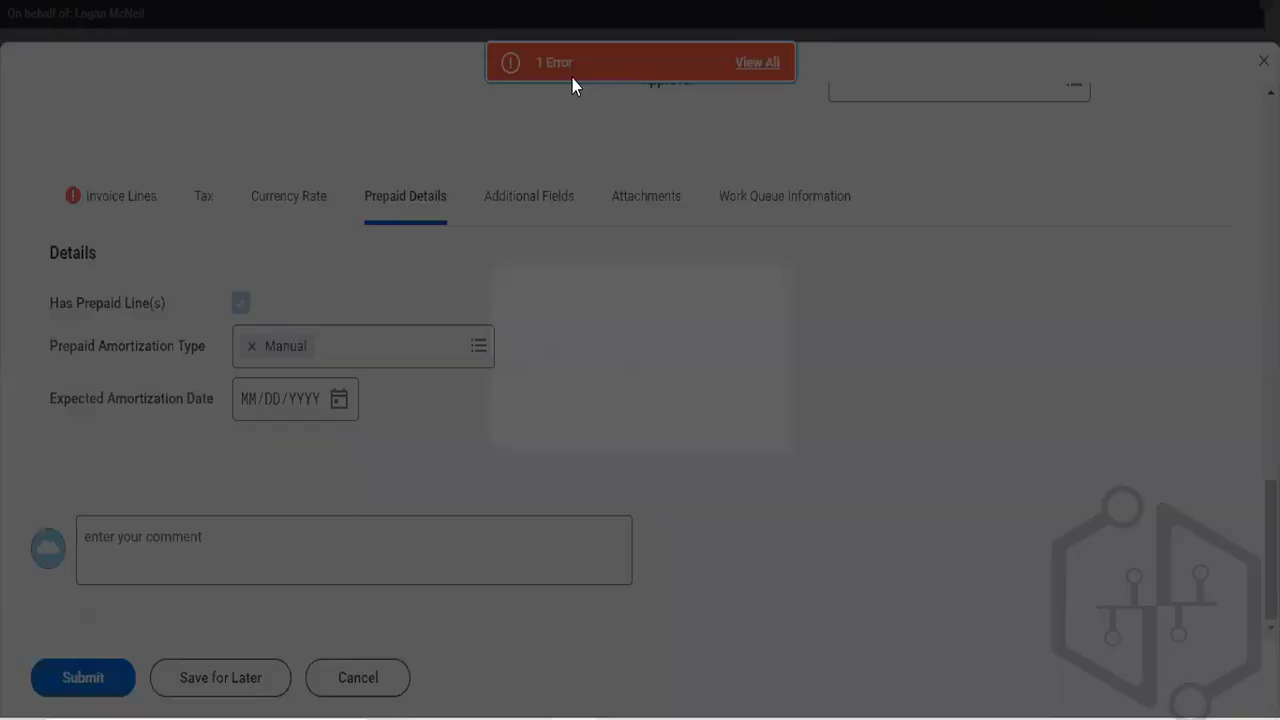 On behalf of: Logan McNeil
1 Error
View All
Invoice Lines
Tax
Currency Rate
Prepaid Details
Additional Fields
Attachments
Work Queue Information
Details
Has Prepaid Line(s)
Prepaid Amortization Type
Manual
Expected Amortization Date
MM/DD/YYYY
enter your comment
Submit
Save for Later
Cancel